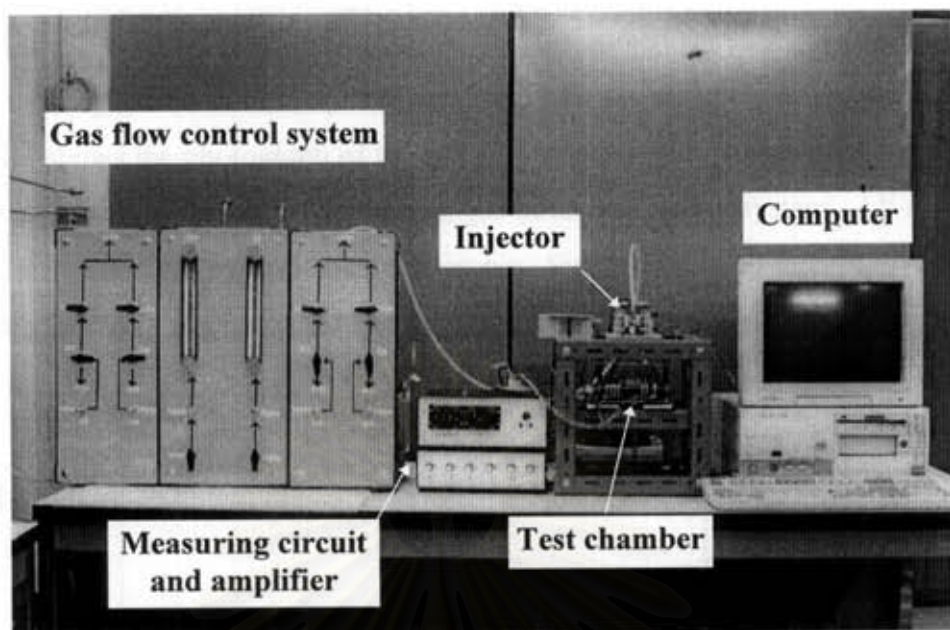 Gas flow control system
Injector
Computer
Measuring circuit
and amplifier
Test chamber